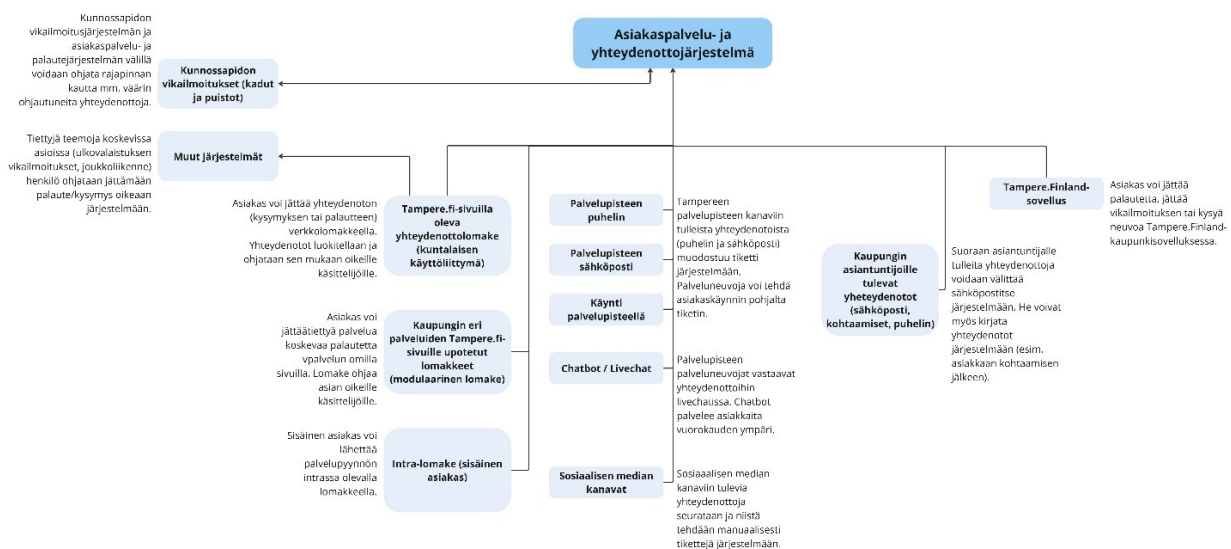 Asiakaspalvelu- ja
yhteydenottojärjestelmä
Kunnossapidon
vikailmoitusjärjestelmän ja
asiakaspalvelu- ja
palautejärjestelmän välillä
voidaan ohjata rajapinnan
kautta mm. väärin
ohjautuneita yhteydenottoja.
Kunnossapidon
vikailmoitukset (kadut
ja puistot)
Tiettyjä teemoja koskevissa
asioissa (ulkovalaistuksen
vikailmoitukset, joukkoliikenne)
henkilö ohjataan jättämään
palaute/kysymys oikeaan
järjestelmään.
Muut järjestelmät
Asiakas voi jättää yhteydenoton
(kysymyksen tai palautteen)
verkkolomakkeella.
Yhteydenotot luokitellaan ja
ohjataan sen mukaan oikeille
käsittelijöille.
Tampere.fi-sivuilla
oleva
yhteydenottolomake
(kuntalaisen
käyttöliittymä)
Asiakas voi
jättäätiettyä palvelua
koskevaa palautetta
vpalvelun omilla
sivuilla. Lomake ohjaa
asian oikeille
käsittelijöille.
Kaupungin eri
palveluiden Tampere.fi-
sivuille upotetut
lomakkeet
(modulaarinen lomake)
Sisäinen asiakas voi
lähettää
palvelupyynnön
intrassa olevalla
lomakkeella.
Intra-lomake (sisäinen
asiakas)
Palvelupisteen
puhelin
Palvelupisteen
sähköposti
Käynti
palvelupisteellä
Tampereen
palvelupisteen kanaviin
tulleista yhteydenotoista
(puhelin ja sähköposti)
muodostuu tiketti
järjestelmään.
Palveluneuvoja voi tehdä
asiakaskäynnin pohjalta
tiketin.
Chatbot / Livechat
Palvelupisteen
palveluneuvojat vastaavat
yhteydenottoihin
livechaussa. Chatbot
palvelee asiakkaita
vuorokauden ympäri.
Sosiaalisen median
kanavat
Sosiaaalisen median
kanaviin tulevia
yhteydenottoja
seurataan ja niistä
tehdään manuaalisesti
tikettejä järjestelmään.
Kaupungin
asiantuntijoille
tulevat
yheteydenotot
(sähköposti,
kohtaamiset, puhelin)
Suoraan asiantuntijalle
tulleita yhteydenottoja
voidaan välittää
sähköpostitse
järjestelmään. He voivat
myös kirjata
yhteydenotot
järjestelmään (esim.
asiakkaan kohtaamisen
jälkeen).
Tampere.Finland-
sovellus
Asiakas voi jättää
palautetta, jättää
vikailmoituksen tai kysyä
neuvoa Tampere.Finland-
kaupunkisovelluksessa.